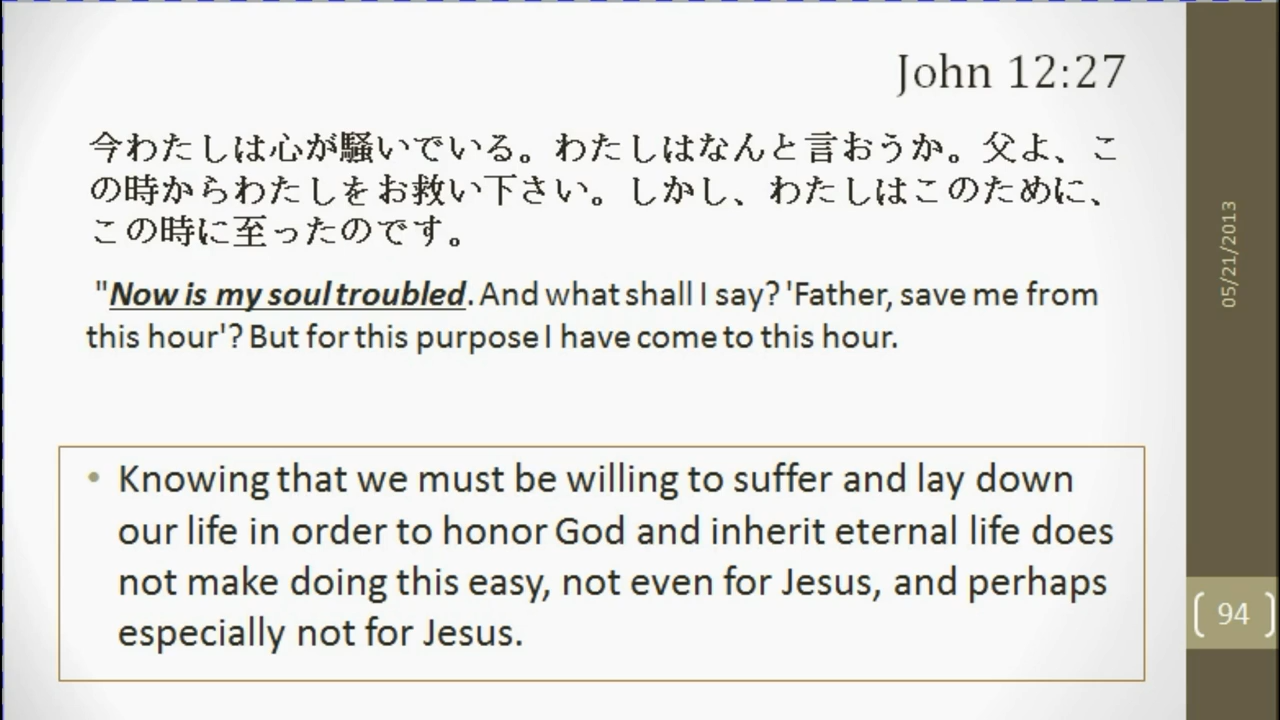 John 12:27
今わたしは心が騒いでいる。わたしはなんと言おうか。父よ、こ
の時からわたしをお救い下さい。しかし、わたしはこのために、
この時に至ったのです。
"Now is my soul troubled. And what shall I say? 'Father, save me from
this hour'? But for this purpose I have come to this hour.
• Knowing that we must be willing to suffer and lay down
our life in order to honor God and inherit eternal life does
not make doing this easy, not even for Jesus, and perhaps
especially not for Jesus.
05/21/2013
94